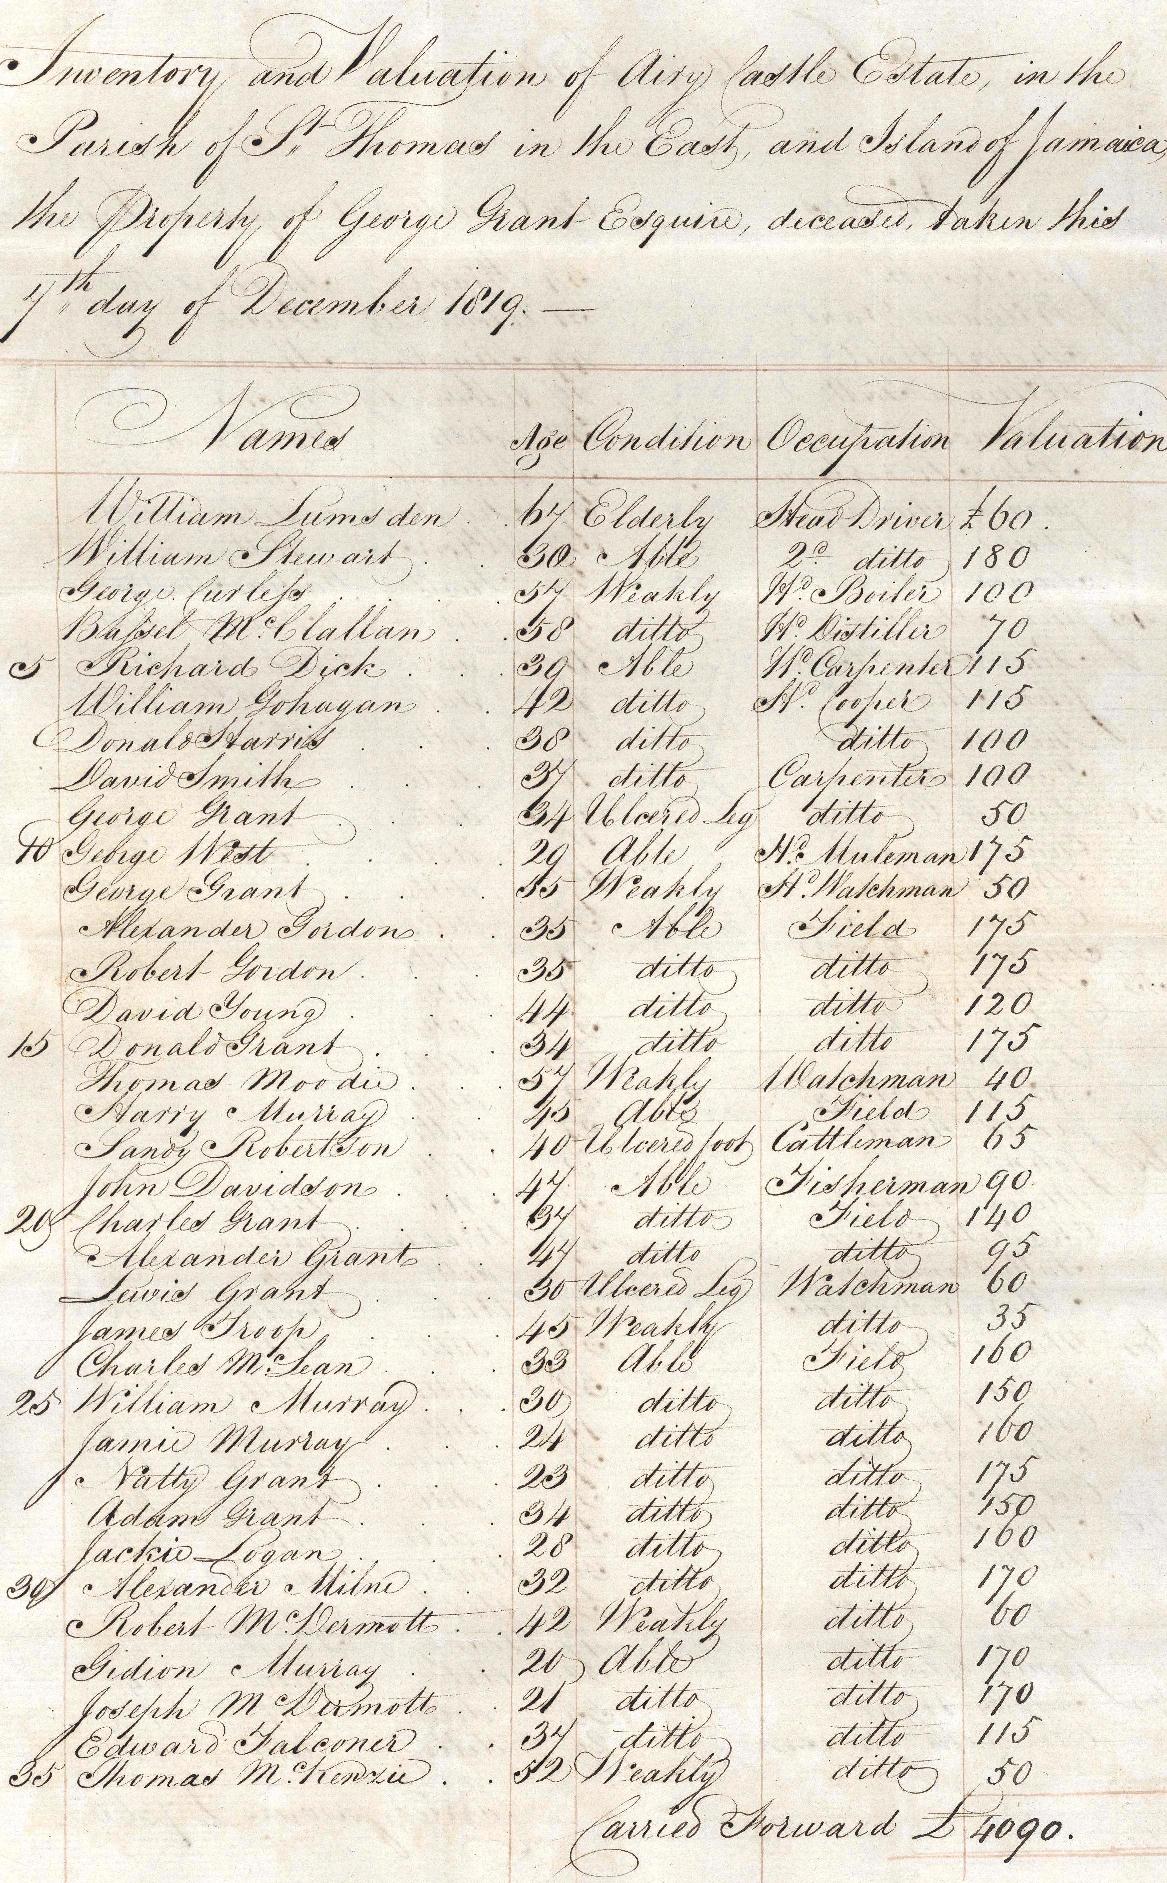 Inventory and Valuation of Airy Castle Estate, in the
Parish of St. Thomas in the East, and Island of Jamaica,
the Property of George Grant Esquire, deceased, taken this
7th day of December 1819. —
Names Age Condition Occupation Valuation
William Lumsden . . 67 Elderly Head Driver £60.
William Stewart . . 30 Able 2d ditto 180
George Curless . . . . 57 Weakly Hd. Boiler 100
Bassel McClallan . . 58 ditto Hd. Distiller 70
5 Richard Dick . . . 39 Able Hd. Carpenter 115
William Gohagan . . 42 ditto Hd. Cooper 115
Donald Harris . . . 38 ditto ditto 100
David Smith . . . 37 ditto Carpenter 100
George Grant . . . 34 Ulcered Leg ditto 50
10 George West . . . . 29 Able Hd. Muleman 175
George Grant . . . 55 Weakly Hd. Watchman 50
Alexander Gordon . . 35 Able Field 175
Robert Gordon . . . 35 ditto ditto 175
David Young . . . 44 ditto ditto 120
15 Donald Grant . . . 34 ditto ditto 175
Thomas Moodie . . . 57 Weakly Watchman 40
Harry Murray . . . 45 Able Field 115
Sandy Robertson . . 40 Ulcered foot Cattleman 65
John Davidson . . . 47 Able Fisherman 90
20 Charles Grant . . . 37 ditto Field 140
Alexander Grant . . 47 ditto ditto 95
Lewis Grant . . . 30 Ulcered Leg Watchman 60
James Troop . . . 45 Weakly ditto 35
Charles McLean . . . 33 Able Field 160
25 William Murray . . . 30 ditto ditto 150
Jamie Murray . . . 24 ditto ditto 160
Natty Grant . . . 23 ditto ditto 175
Adam Grant . . . 34 ditto ditto 150
Jackie Logan . . . 28 ditto ditto 160
30 Alexander Milne . . 32 ditto ditto 170
Robert McDermott . . 42 Weakly ditto 60
Gidion Murray . . 20 Able ditto 170
Joseph McDermott . . 21 ditto ditto 170
Edward Falconer . . 37 ditto ditto 115
35 Thomas McKenzie . . 52 Weakly ditto 50
Carried Forward £ 4090.